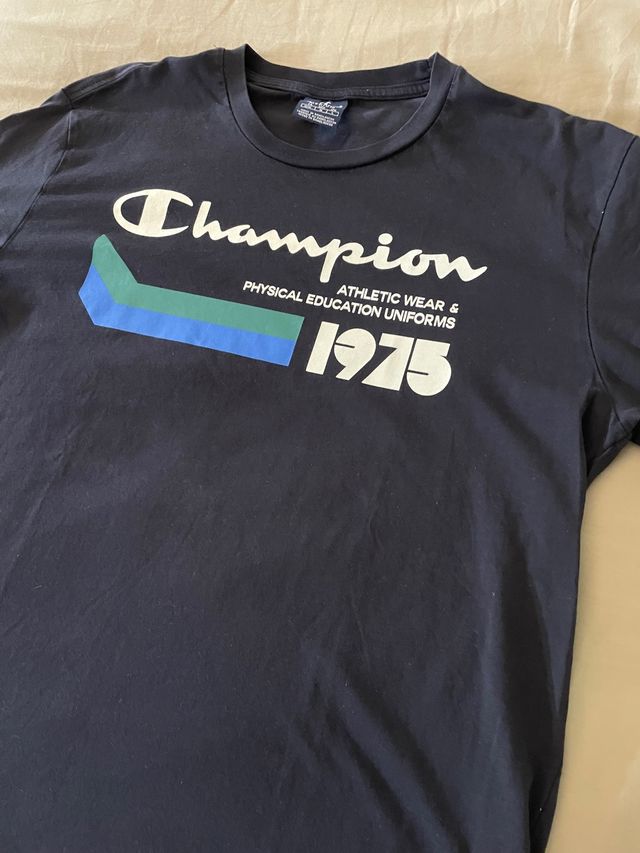 Champion
ATHLETIC WEAR &
PHYSICAL EDUCATION UNIFORMS
1975